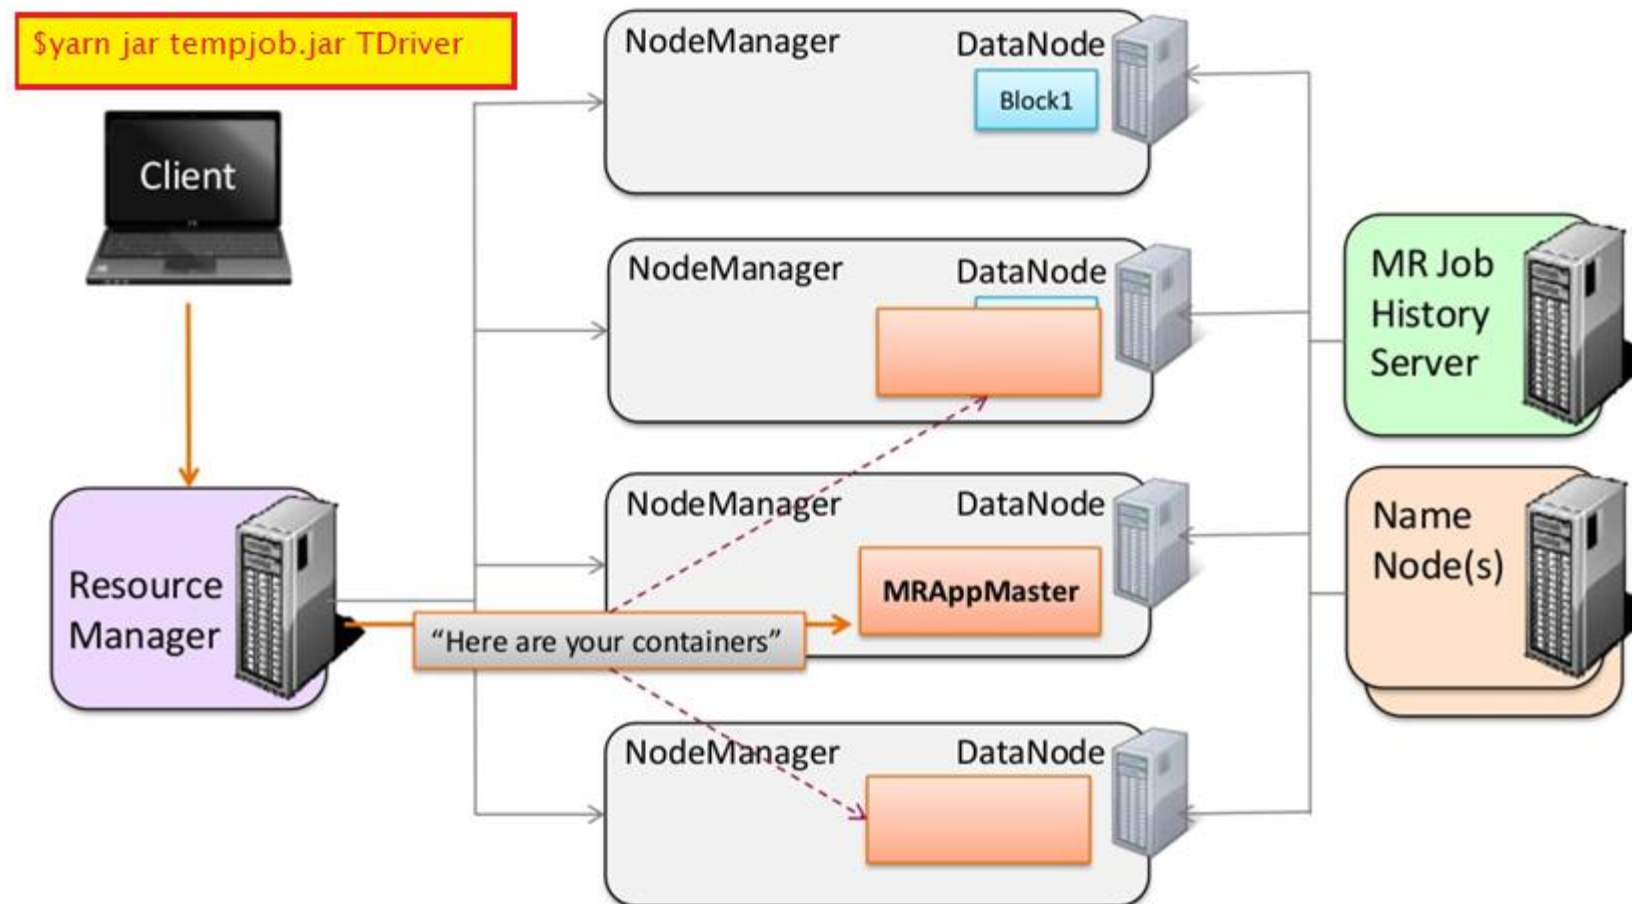 $yarn jar tempjob.jar TDriver
Client
Resource
Manager
"Here are your containers"
NodeManager
DataNode
Block1
NodeManager
DataNode
NodeManager
DataNode
MRAppMaster
NodeManager
DataNode
MR Job
History
Server
Name
Node(s)